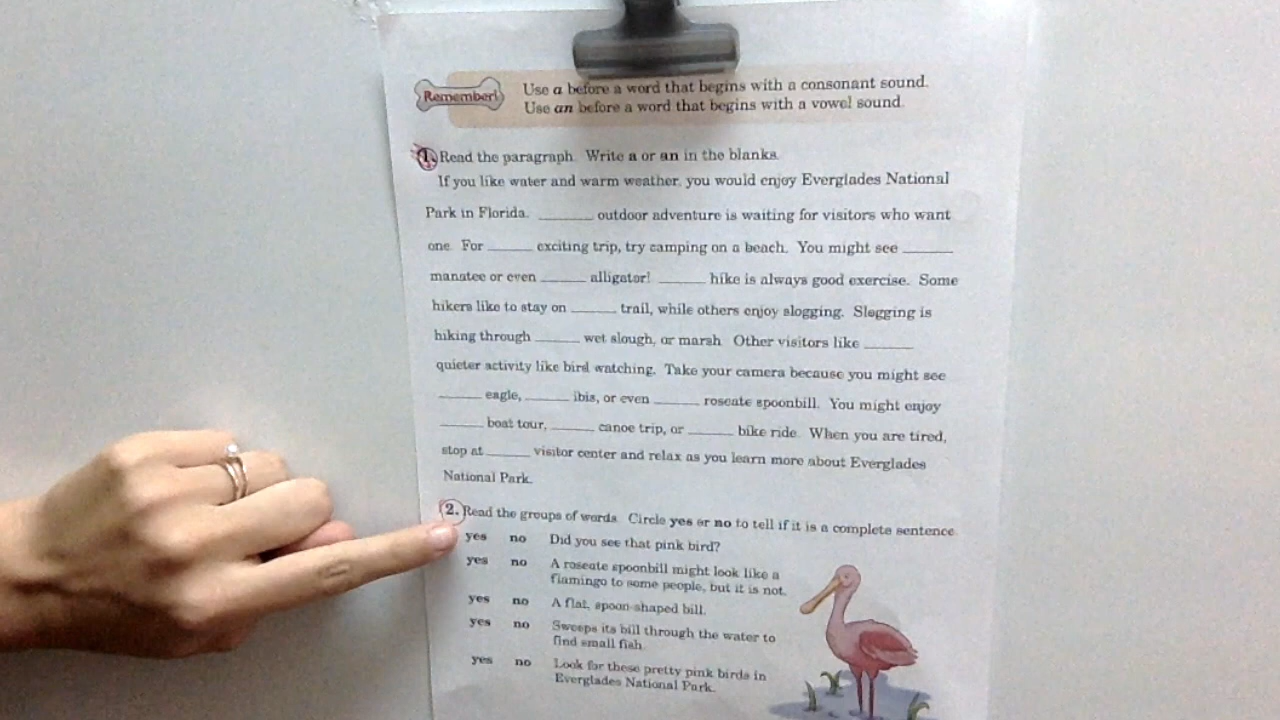 Remember!
Use a before a word that begins with a consonant sound.
Use an before a word that begins with a vowel sound.
1. Read the paragraph. Write a or an in the blanks.
If you like water and warm weather, you would enjoy Everglades National
Park in Florida. ______ outdoor adventure is waiting for visitors who want
one. For ______ exciting trip, try camping on a beach. You might see ______
manatee or even ______ alligator! ______ hike is always good exercise. Some
hikers like to stay on ______ trail, while others enjoy slogging. Slogging is
hiking through ______ wet slough, or marsh. Other visitors like ______
quieter activity like bird watching. Take your camera because you might see
______ eagle, ______ ibis, or even ______ roseate spoonbill. You might enjoy
______ boat tour, ______ canoe trip, or ______ bike ride. When you are tired,
stop at ______ visitor center and relax as you learn more about Everglades
National Park.
2. Read the groups of words. Circle yes or no to tell if it is a complete sentence.
yes no Did you see that pink bird?
yes no A roseate spoonbill might look like a
flamingo to some people, but it is not.
yes no A flat, spoon-shaped bill.
yes no Sweeps its bill through the water to
find small fish.
yes no Look for these pretty pink birds in
Everglades National Park.